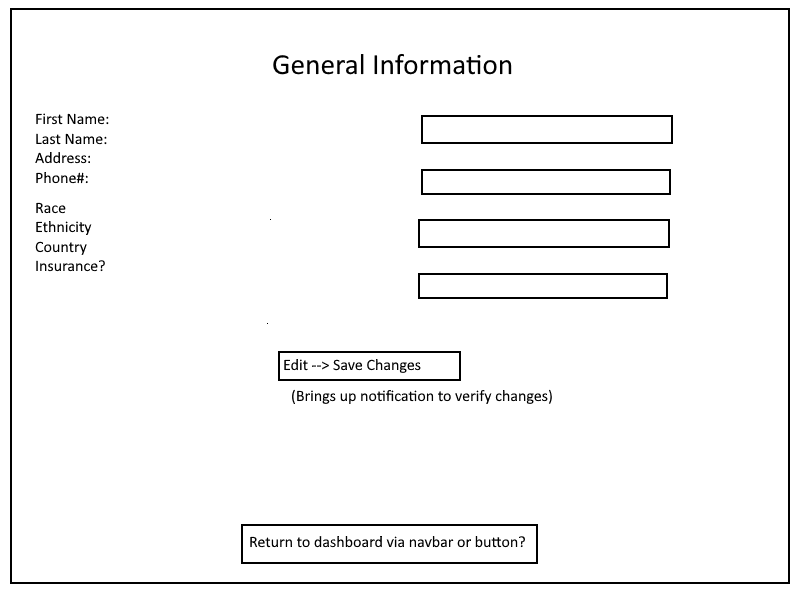 General Information
First Name:
Last Name:
Address:
Phone#:
Race
Ethnicity
Country
Insurance?
Edit --> Save Changes
(Brings up notification to verify changes)
Return to dashboard via navbar or button?